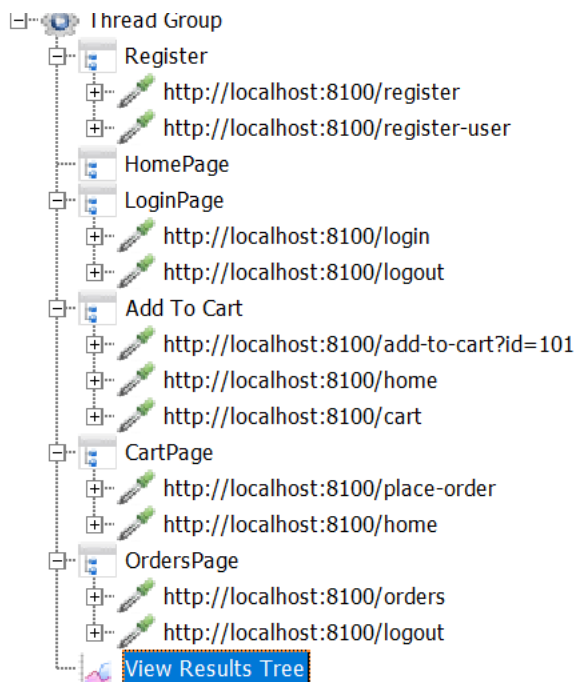 Thread Group
Register
http://localhost:8100/register
http://localhost:8100/register-user
HomePage
LoginPage
http://localhost:8100/login
http://localhost:8100/logout
Add To Cart
http://localhost:8100/add-to-cart?id=101
http://localhost:8100/home
http://localhost:8100/cart
CartPage
http://localhost:8100/place-order
http://localhost:8100/home
OrdersPage
http://localhost:8100/orders
http://localhost:8100/logout
View Results Tree